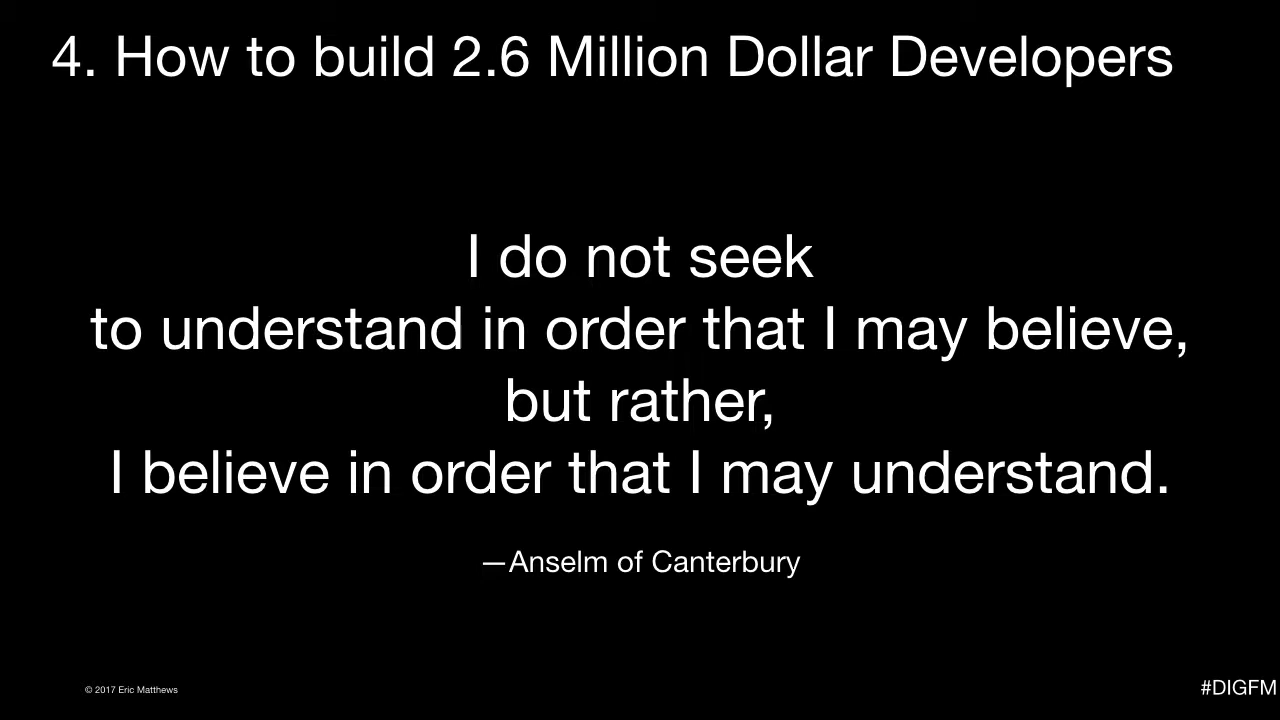 4. How to build 2.6 Million Dollar Developers
I do not seek
to understand in order that I may believe,
but rather,
I believe in order that I may understand.
—Anselm of Canterbury
© 2017 Eric Matthews
#DIGFM